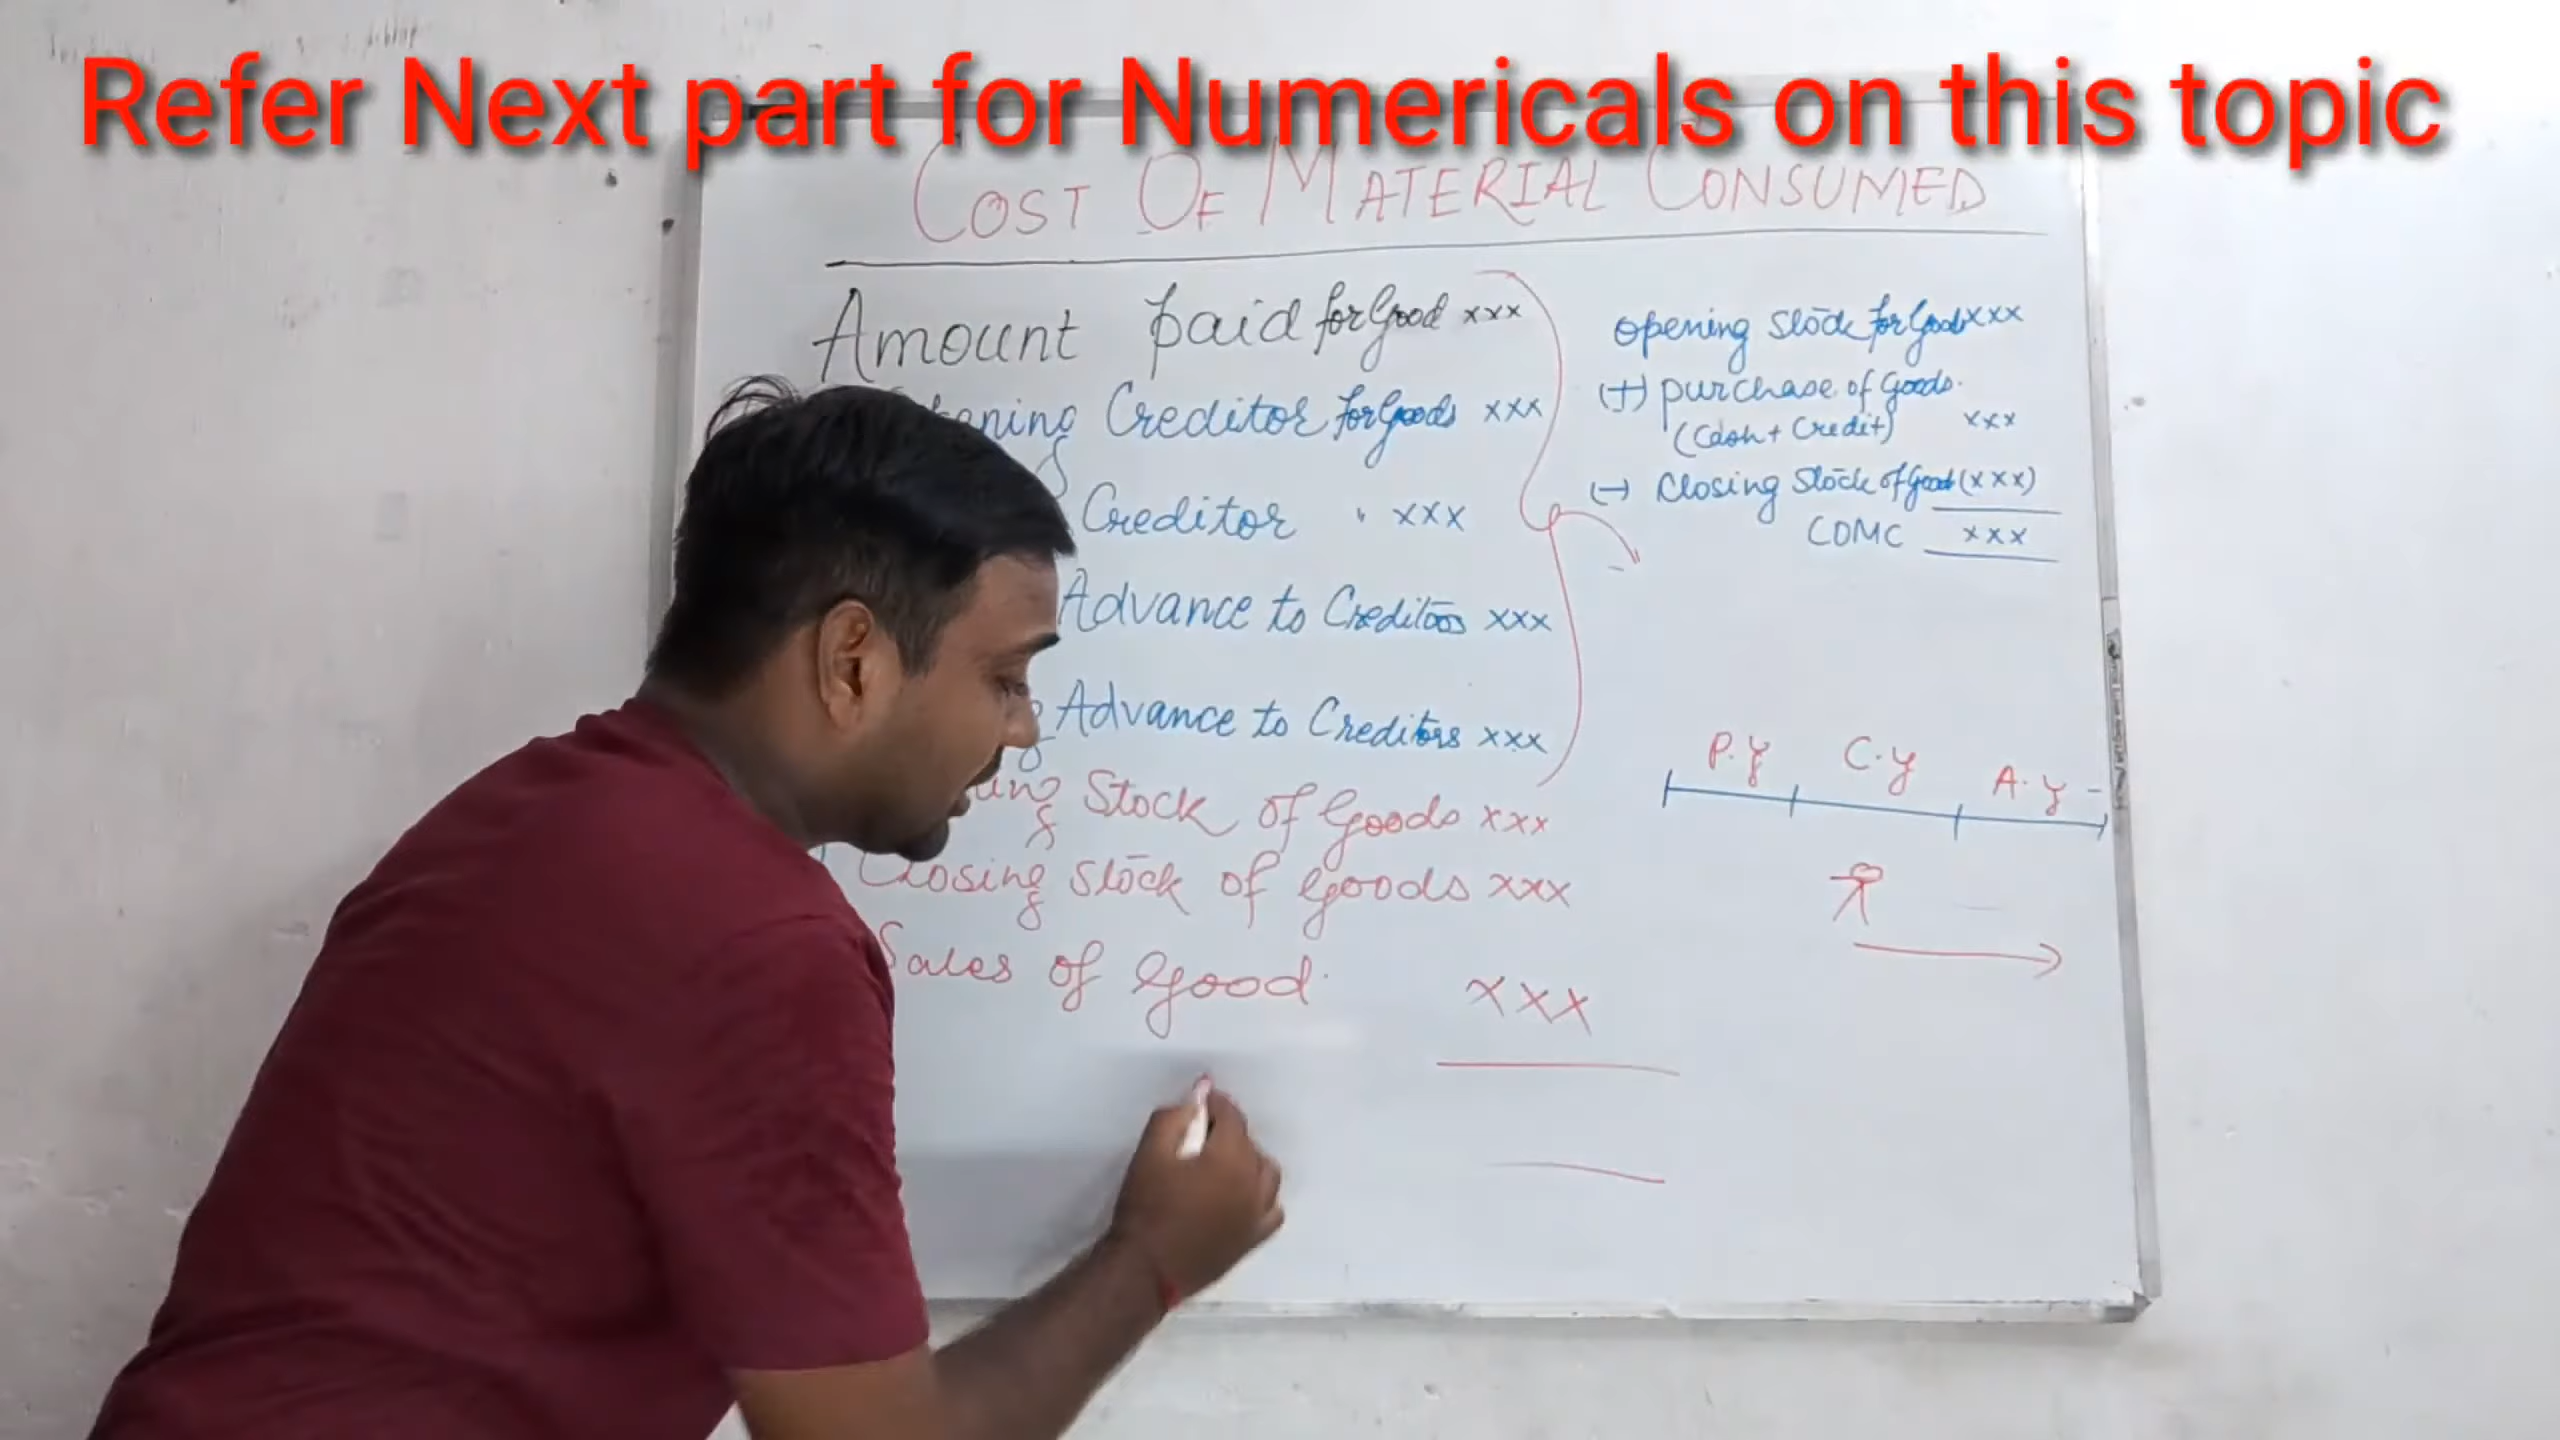 Refer Next part for Numericals on this topic
COST OF MATERIAL CONSUMED
Amount paid for Good xxx
Creditor for Goods xxx
Creditor " xxx
Advance to Creditors xxx
Advance to Creditors xxx
Stock of Goods xxx
Closing Stock of Goods xxx
Sales of Good xxx
Opening Stock for Goods xxx
(+) purchase of Goods.
(Cash + Credit) xxx
(-) Closing Stock of Good (xxx)
COMC xxx
P.Y C.Y A.Y